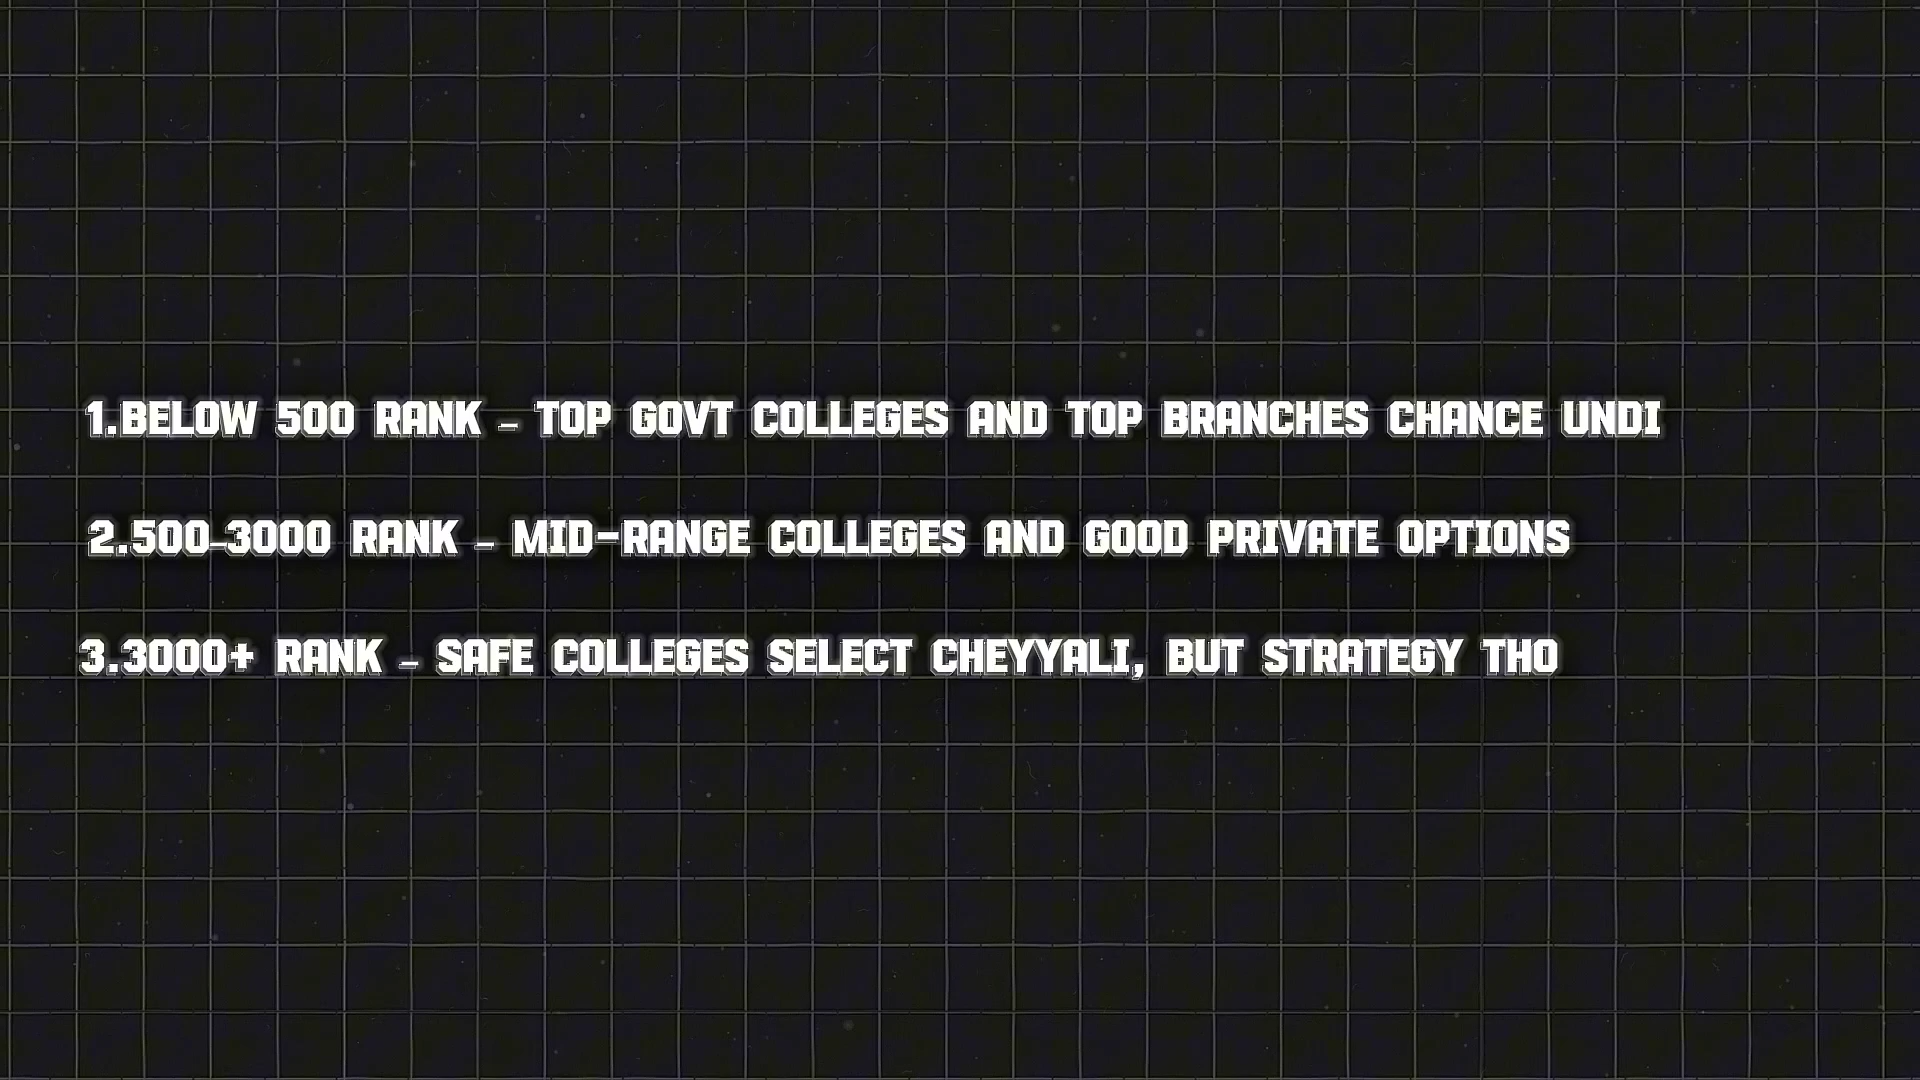 1.BELOW 500 RANK – TOP GOVT COLLEGES AND TOP BRANCHES CHANCE UNDI
2.500–3000 RANK – MID-RANGE COLLEGES AND GOOD PRIVATE OPTIONS
3.3000+ RANK – SAFE COLLEGES SELECT CHEYYALI, BUT STRATEGY THO